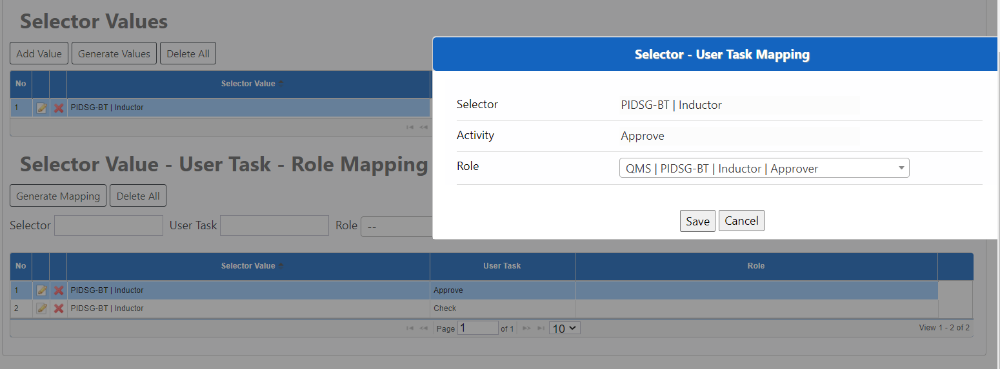 Selector Values
Add Value Generate Values Delete All
No Selector Value
1 PIDSG-BT | Inductor
Selector Value - User Task - Role Mapping
Generate Mapping Delete All
Selector User Task Role --
No Selector Value User Task Role
1 PIDSG-BT | Inductor Approve
2 PIDSG-BT | Inductor Check
Page 1 of 1 10 View 1 - 2 of 2
Selector - User Task Mapping
Selector PIDSG-BT | Inductor
Activity Approve
Role QMS | PIDSG-BT | Inductor | Approver
Save Cancel